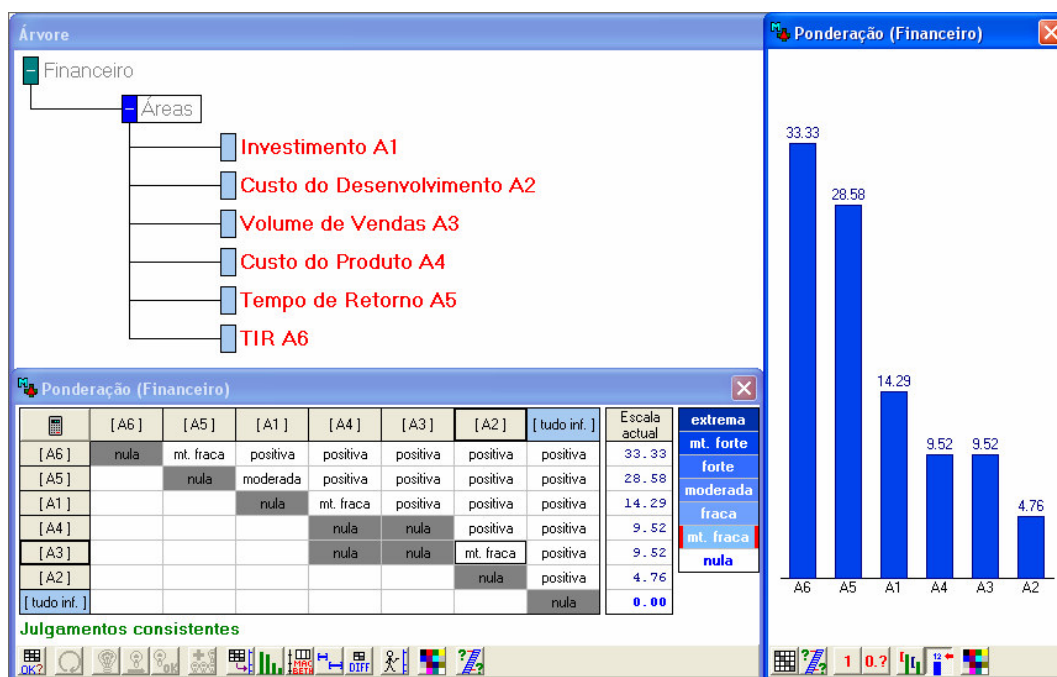 Árvore
Financeiro
Áreas
Investimento A1
Custo do Desenvolvimento A2
Volume de Vendas A3
Custo do Produto A4
Tempo de Retorno A5
TIR A6
Ponderação (Financeiro)
[ A6 ] [ A5 ] [ A1 ] [ A4 ] [ A3 ] [ A2 ] [ tudo inf. ] Escala actual
[ A6 ] nula mt. fraca positiva positiva positiva positiva positiva 33.33
[ A5 ] nula moderada positiva positiva positiva positiva 28.58
[ A1 ] nula mt. fraca positiva positiva positiva 14.29
[ A4 ] nula nula positiva positiva 9.52
[ A3 ] nula nula mt. fraca positiva 9.52
[ A2 ] nula positiva 4.76
[ tudo inf. ] nula 0.00
extrema
mt. forte
forte
moderada
fraca
mt. fraca
nula
Julgamentos consistentes
OK? OK MAC BETH DIFF ??
Ponderação (Financeiro)
33.33
28.58
14.29
9.52
9.52
4.76
A6 A5 A1 A4 A3 A2
?? 1 0.? 12